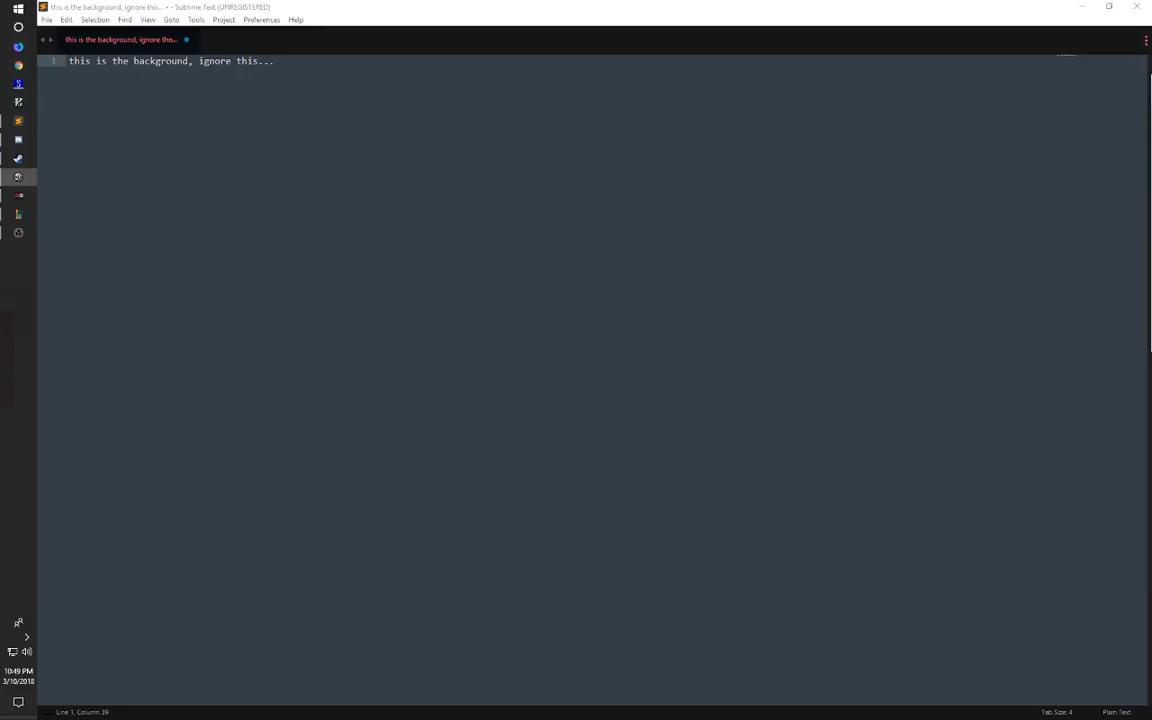 this is the background, ignore this... • - Sublime Text (UNREGISTERED)
File Edit Selection Find View Goto Tools Project Preferences Help
this is the background, ignore this...
1 this is the background, ignore this...
10:49 PM
3/10/2018
Line 1, Column 39
Tab Size: 4
Plain Text